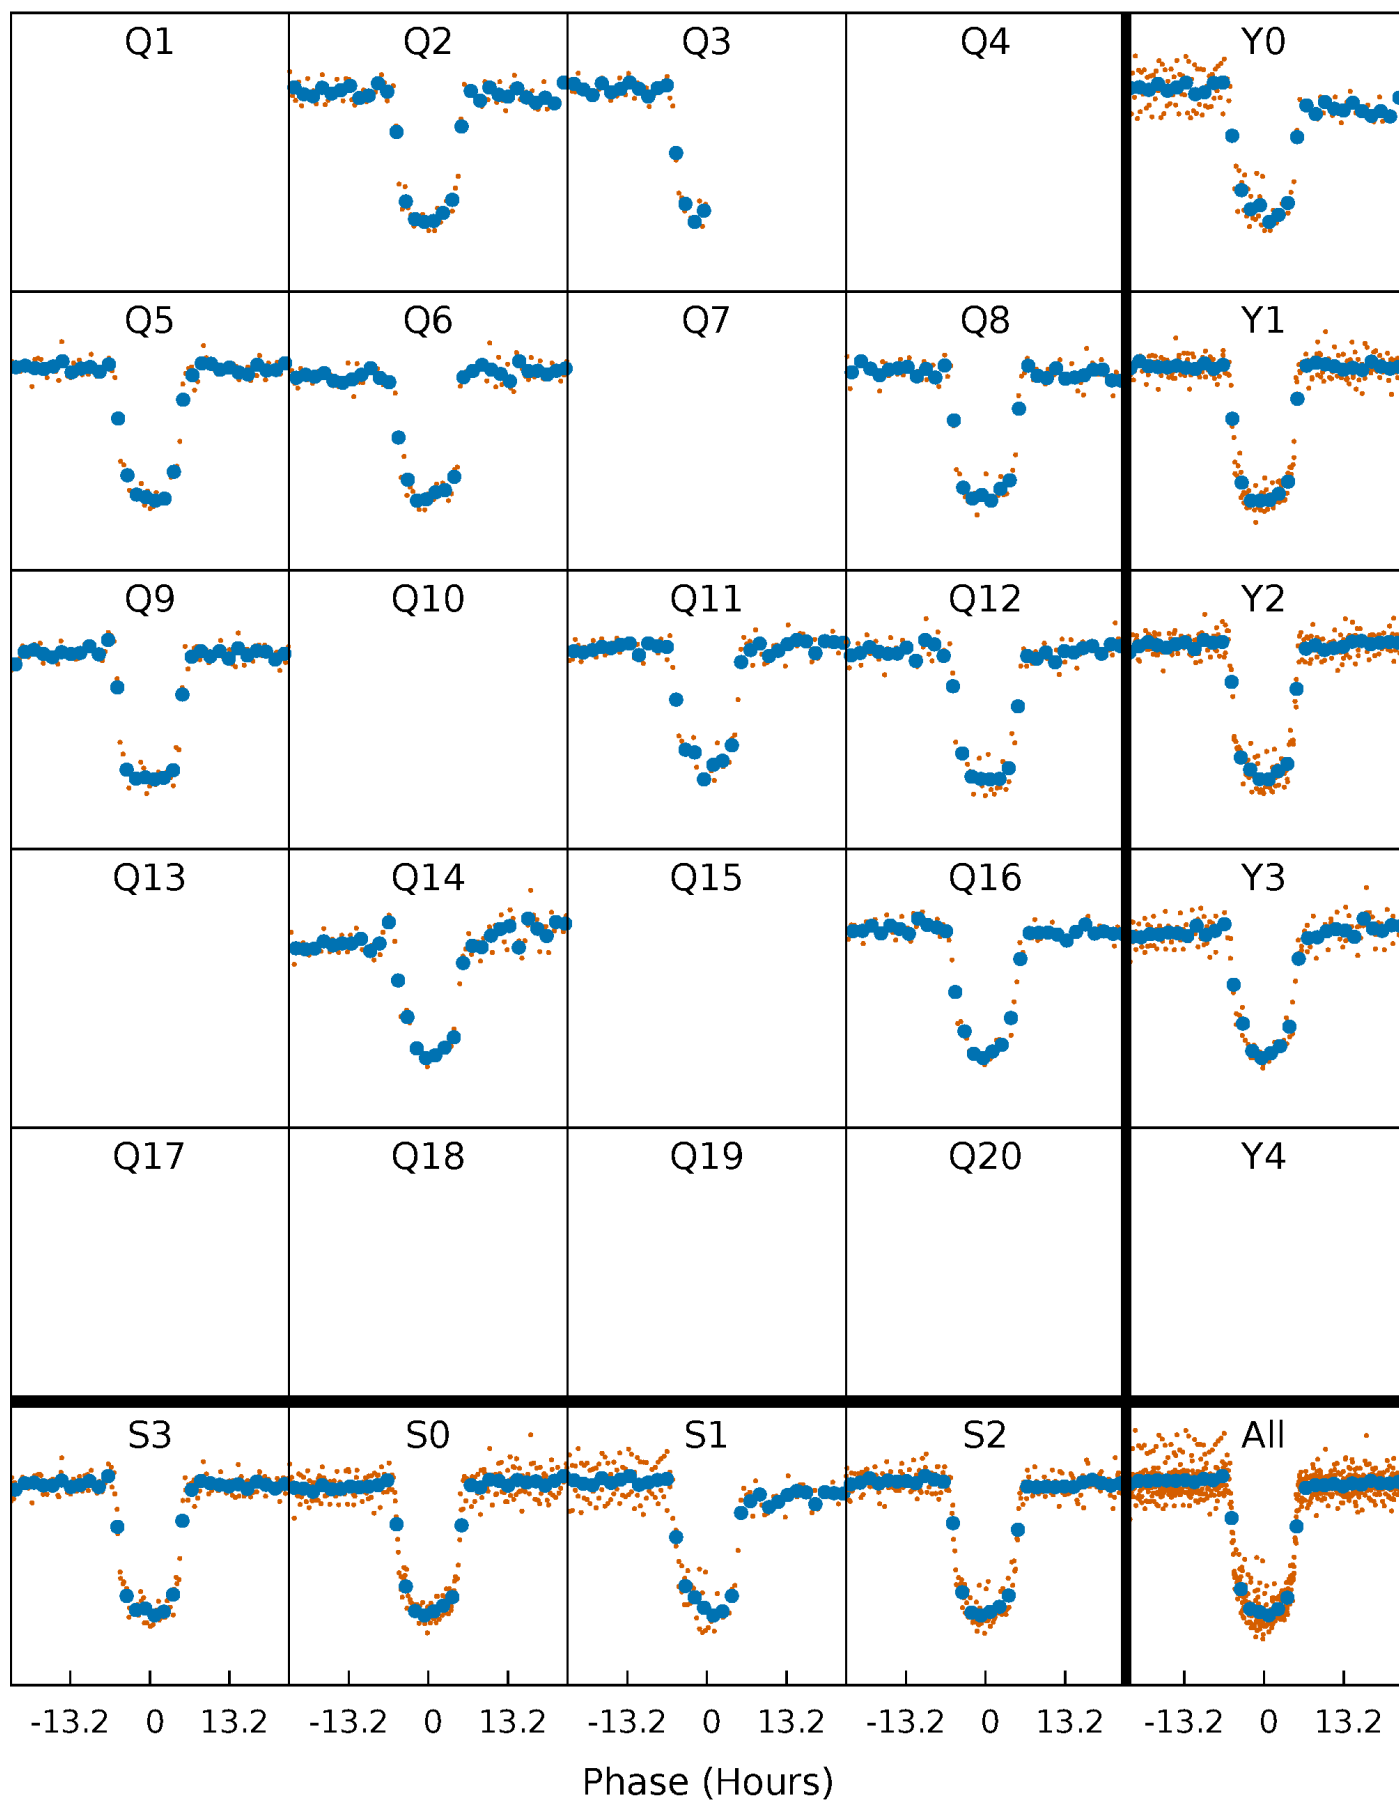 Q1 Q2 Q3 Q4 Y0
Q5 Q6 Q7 Q8 Y1
Q9 Q10 Q11 Q12 Y2
Q13 Q14 Q15 Q16 Y3
Q17 Q18 Q19 Q20 Y4
S3 S0 S1 S2 All
-13.2 0 13.2 -13.2 0 13.2 -13.2 0 13.2 -13.2 0 13.2 -13.2 0 13.2
Phase (Hours)